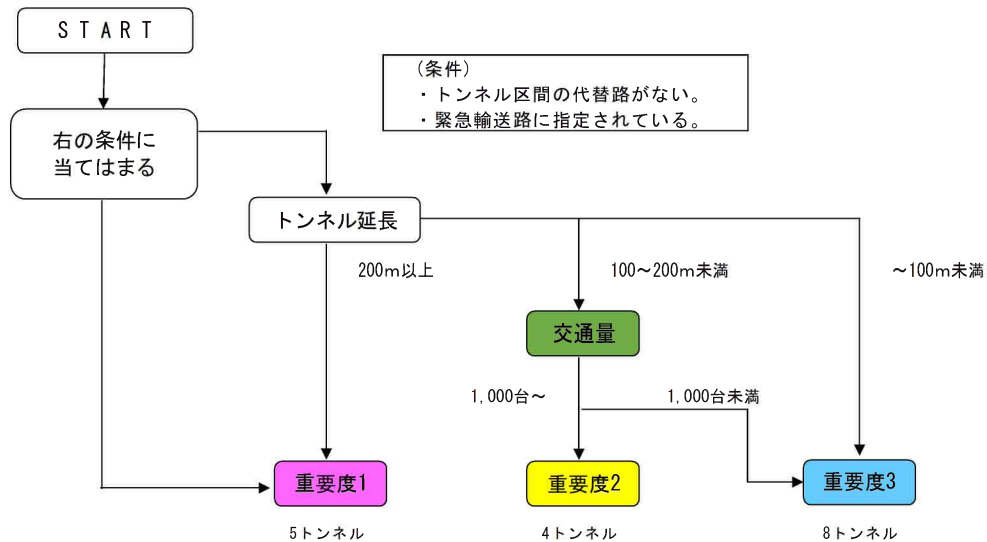 START
(条件)
・トンネル区間の代替路がない。
・緊急輸送路に指定されている。
右の条件に
当てはまる
トンネル延長
200m以上
100～200m未満
～100m未満
交通量
1,000台～
1,000台未満
重要度1
重要度2
重要度3
5トンネル
4トンネル
8トンネル